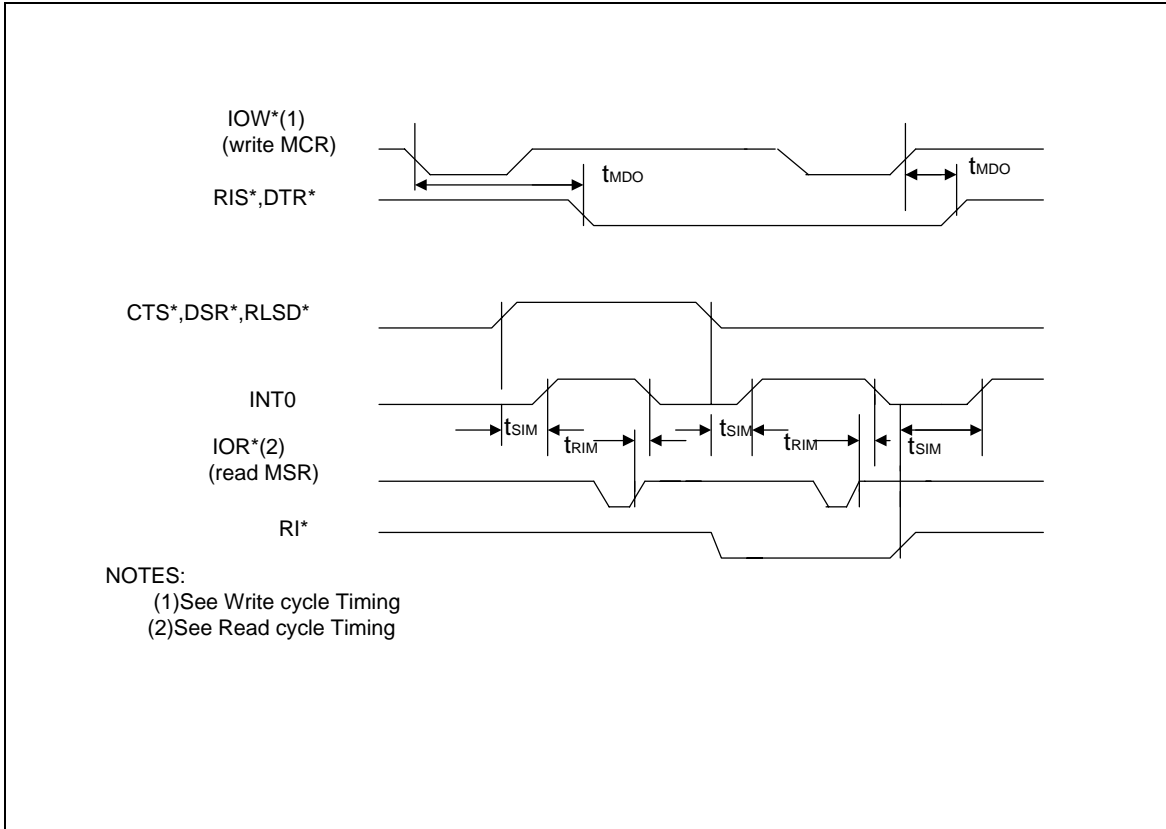 IOW*(1)
(write MCR)
tMDO
tMDO
RIS*,DTR*
CTS*,DSR*,RLSD*
INT0
tSIM
tRIM
tSIM
tRIM
tSIM
IOR*(2)
(read MSR)
RI*
NOTES:
(1)See Write cycle Timing
(2)See Read cycle Timing